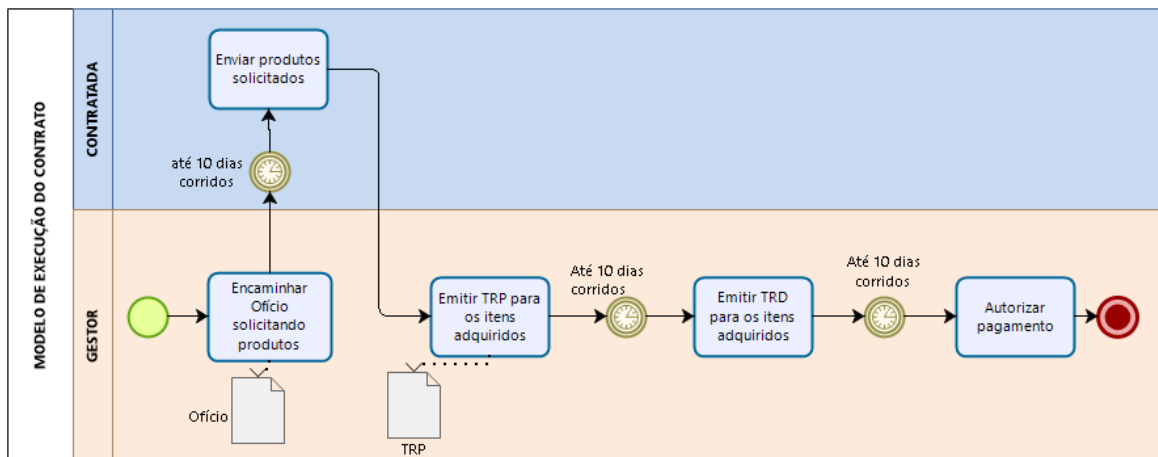 MODELO DE EXECUÇÃO DO CONTRATO
CONTRATADA
Enviar produtos
solicitados
até 10 dias
corridos
GESTOR
Encaminhar
Ofício
solicitando
produtos
Ofício
Emitir TRP para
os itens
adquiridos
TRP
Até 10 dias
corridos
Emitir TRD
para os itens
adquiridos
Até 10 dias
corridos
Autorizar
pagamento